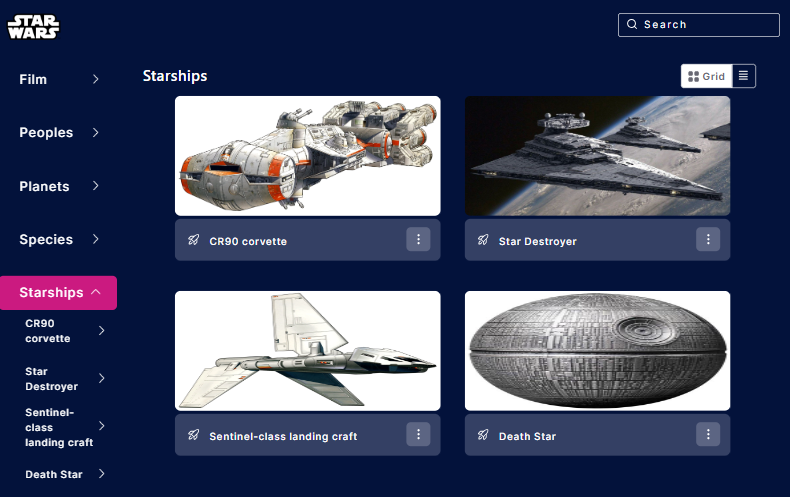 STAR
WARS
Search
Film
Peoples
Planets
Species
Starships
CR90
corvette
Star
Destroyer
Sentinel-
class
landing craft
Death Star
Starships
Grid
CR90 corvette
Star Destroyer
Sentinel-class landing craft
Death Star